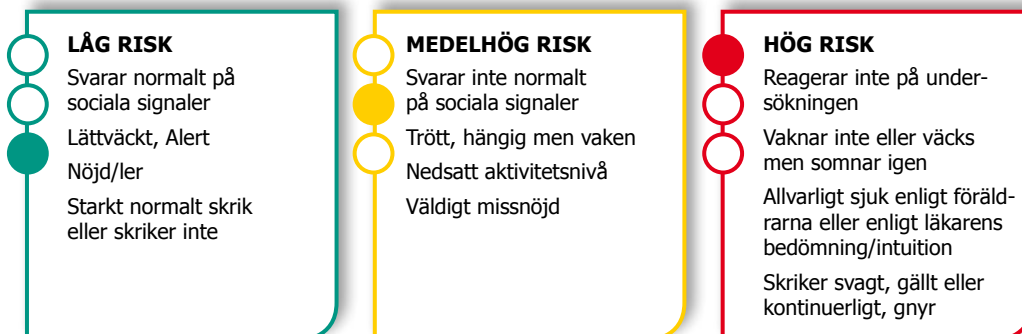 LÅG RISK
Svarar normalt på
sociala signaler
Lättväckt, Alert
Nöjd/ler
Starkt normalt skrik
eller skriker inte
MEDELHÖG RISK
Svarar inte normalt
på sociala signaler
Trött, hängig men vaken
Nedsatt aktivitetsnivå
Väldigt missnöjd
HÖG RISK
Reagerar inte på under-
sökningen
Vaknar inte eller väcks
men somnar igen
Allvarligt sjuk enligt föräld-
rarna eller enligt läkarens
bedömning/intuition
Skriker svagt, gällt eller
kontinuerligt, gnyr